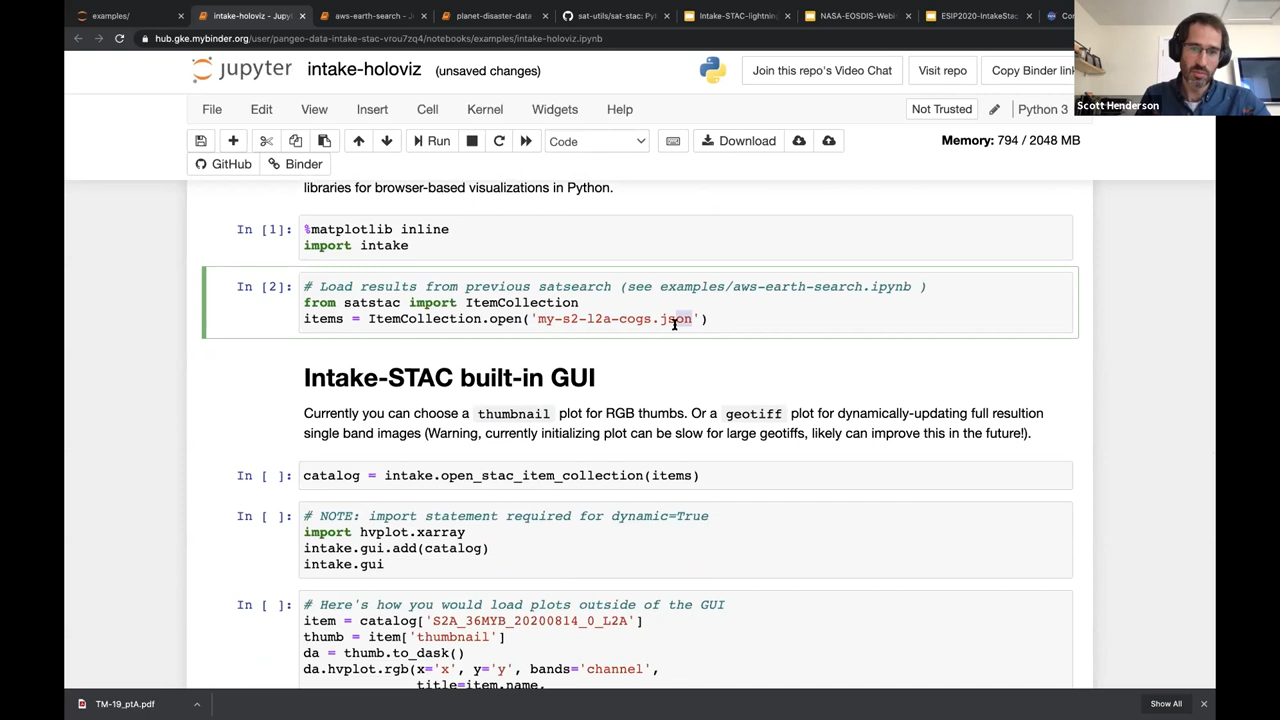 examples/
intake-holoviz - Jupyter
aws-earth-search - Jup
planet-disaster-data
sat-utils/sat-stac: Py
Intake-STAC-lightnin
NASA-EOSDIS-Webi
ESIP2020-IntakeStac
hub.gke.mybinder.org/user/pangeo-data-intake-stac-vrou7zq4/notebooks/examples/intake-holoviz.ipynb
jupyter intake-holoviz (unsaved changes)
Join this repo's Video Chat
Visit repo
Copy Binder link
Scott Henderson
File Edit View Insert Cell Kernel Widgets Help
Not Trusted
Python 3
Run
Code
Download
Memory: 794 / 2048 MB
GitHub
Binder
libraries for browser-based visualizations in Python.
In [1]: %matplotlib inline
import intake
In [2]: # Load results from previous satsearch (see examples/aws-earth-search.ipynb )
from satstac import ItemCollection
items = ItemCollection.open('my-s2-l2a-cogs.json')
Intake-STAC built-in GUI
Currently you can choose a thumbnail plot for RGB thumbs. Or a geotiff plot for dynamically-updating full resultion
single band images (Warning, currently initializing plot can be slow for large geotiffs, likely can improve this in the future!).
In [ ]: catalog = intake.open_stac_item_collection(items)
In [ ]: # NOTE: import statement required for dynamic=True
import hvplot.xarray
intake.gui.add(catalog)
intake.gui
In [ ]: # Here's how you would load plots outside of the GUI
item = catalog['S2A_36MYB_20200814_0_L2A']
thumb = item['thumbnail']
da = thumb.to_dask()
da.hvplot.rgb(x='x', y='y', bands='channel',
title=item.name,
TM-19_ptA.pdf
Show All